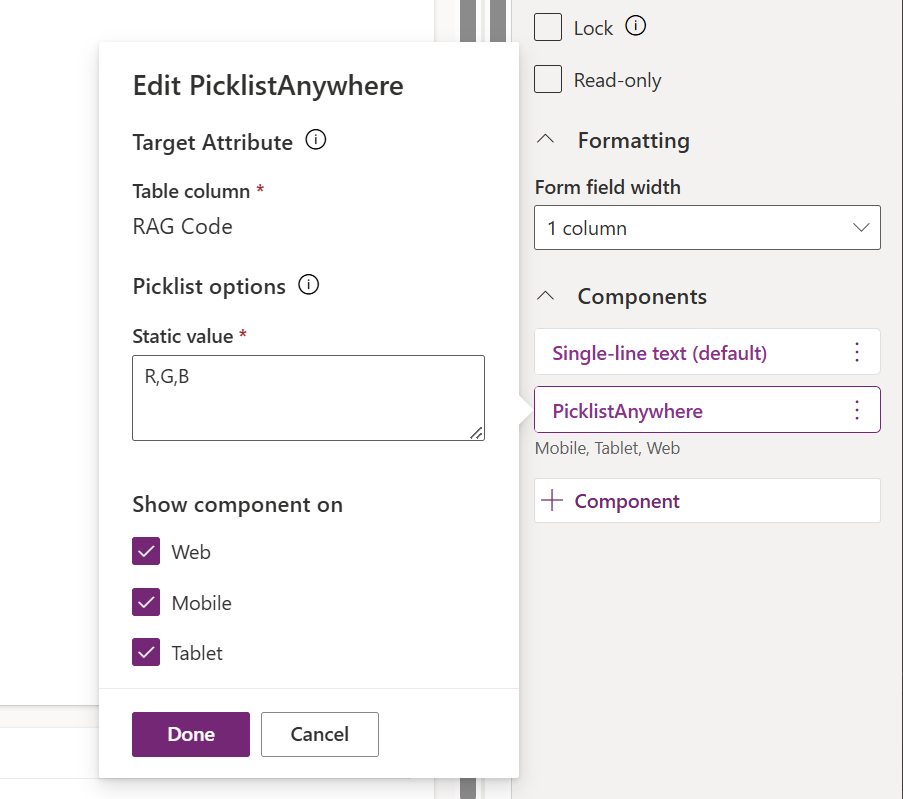 Edit PicklistAnywhere
Target Attribute
Table column *
RAG Code
Picklist options
Static value *
R,G,B
Show component on
Web
Mobile
Tablet
Done
Cancel
Lock
Read-only
Formatting
Form field width
1 column
Components
Single-line text (default)
PicklistAnywhere
Mobile, Tablet, Web
Component